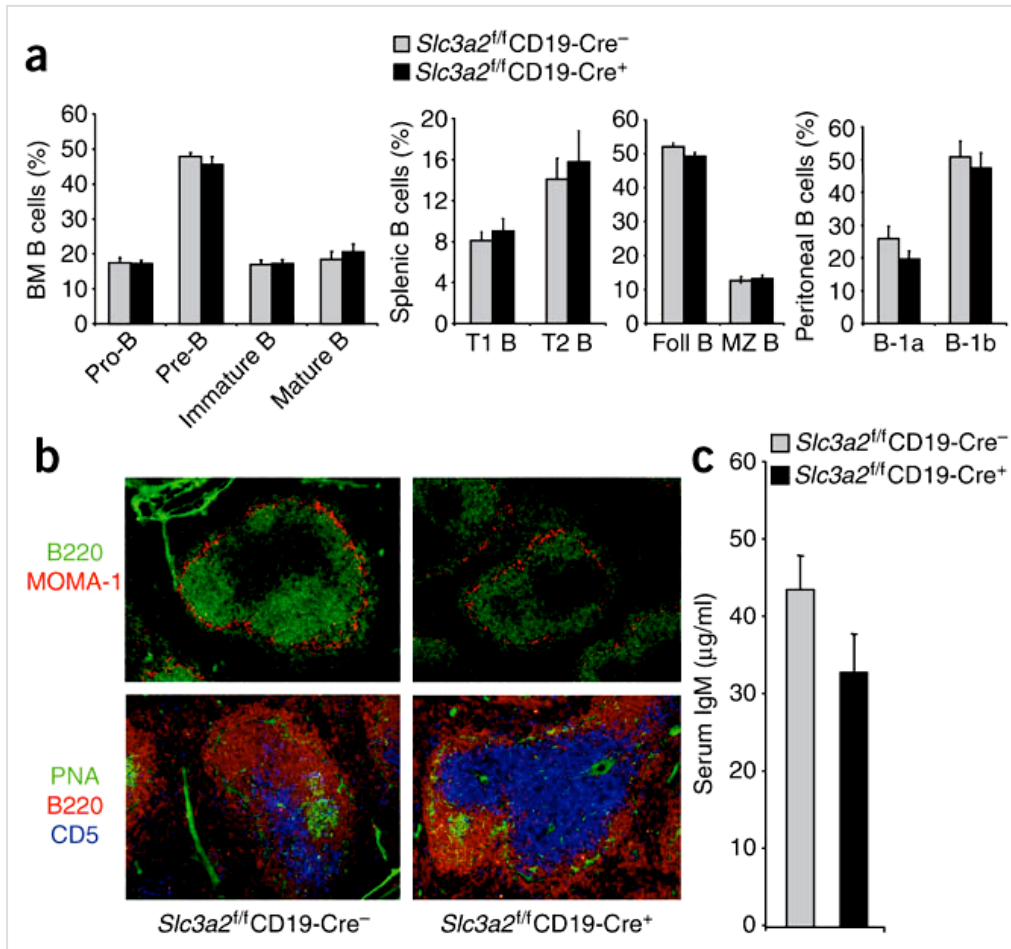 a
Slc3a2f/fCD19-Cre–
Slc3a2f/fCD19-Cre+
BM B cells (%)
60
50
40
30
20
10
0
Pro-B
Pre-B
Immature B
Mature B
Splenic B cells (%)
20
16
12
8
4
0
T1 B T2 B
60
50
40
30
20
10
0
Foll B MZ B
Peritoneal B cells (%)
60
50
40
30
20
10
0
B-1a B-1b
b
B220
MOMA-1
PNA
B220
CD5
Slc3a2f/fCD19-Cre–
Slc3a2f/fCD19-Cre+
c
Slc3a2f/fCD19-Cre–
Slc3a2f/fCD19-Cre+
Serum IgM (μg/ml)
60
50
40
30
20
10
0